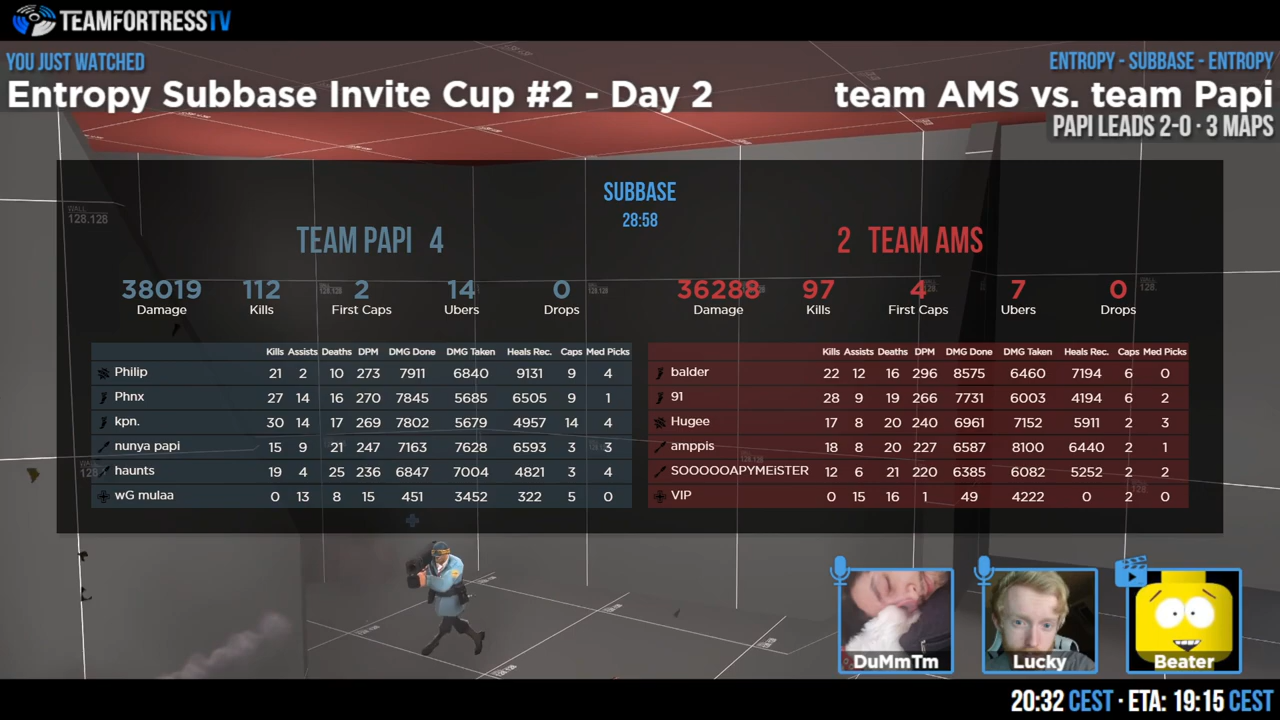 TEAMFORTRESSTV
YOU JUST WATCHED
Entropy Subbase Invite Cup #2 - Day 2
ENTROPY - SUBBASE - ENTROPY
team AMS vs. team Papi
PAPI LEADS 2-0 · 3 MAPS
SUBBASE
28:58
TEAM PAPI 4
2 TEAM AMS
38019 112 2 14 0
Damage Kills First Caps Ubers Drops
36288 97 4 7 0
Damage Kills First Caps Ubers Drops
Kills Assists Deaths DPM DMG Done DMG Taken Heals Rec. Caps Med Picks
Philip 21 2 10 273 7911 6840 9131 9 4
Phnx 27 14 16 270 7845 5685 6505 9 1
kpn. 30 14 17 269 7802 5679 4957 14 4
nunya papi 15 9 21 247 7163 7628 6593 3 3
haunts 19 4 25 236 6847 7004 4821 3 4
wG mulaa 0 13 8 15 451 3452 322 5 0
Kills Assists Deaths DPM DMG Done DMG Taken Heals Rec. Caps Med Picks
balder 22 12 16 296 8575 6460 7194 6 0
91 28 9 19 266 7731 6003 4194 6 2
Hugee 17 8 20 240 6961 7152 5911 2 3
amppis 18 8 20 227 6587 8100 6440 2 1
SOOOOOAPYMEiSTER 12 6 21 220 6385 6082 5252 2 2
VIP 0 15 16 1 49 4222 0 2 0
WALL
128.128
DuMmTm
Lucky
Beater
20:32 CEST · ETA: 19:15 CEST